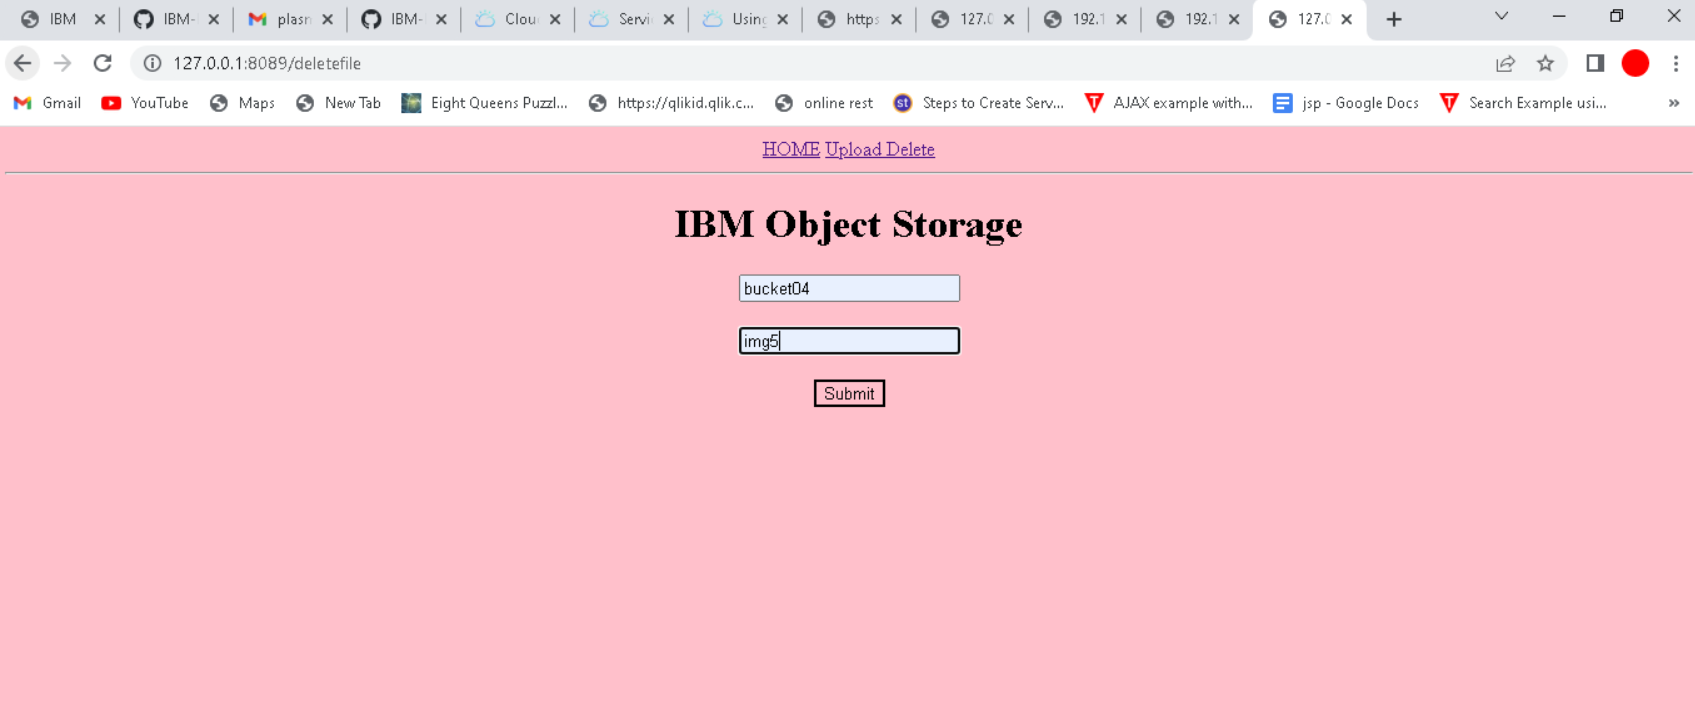 IBM IBM- plasn IBM- Clou Servi Using https 127.0 192.1 192.1 127.0
127.0.0.1:8089/deletefile
Gmail YouTube Maps New Tab Eight Queens Puzzl... https://qlikid.qlik.c... st online rest Steps to Create Serv... AJAX example with... jsp - Google Docs Search Example usi... »
HOME Upload Delete
IBM Object Storage
bucket04
img5
Submit